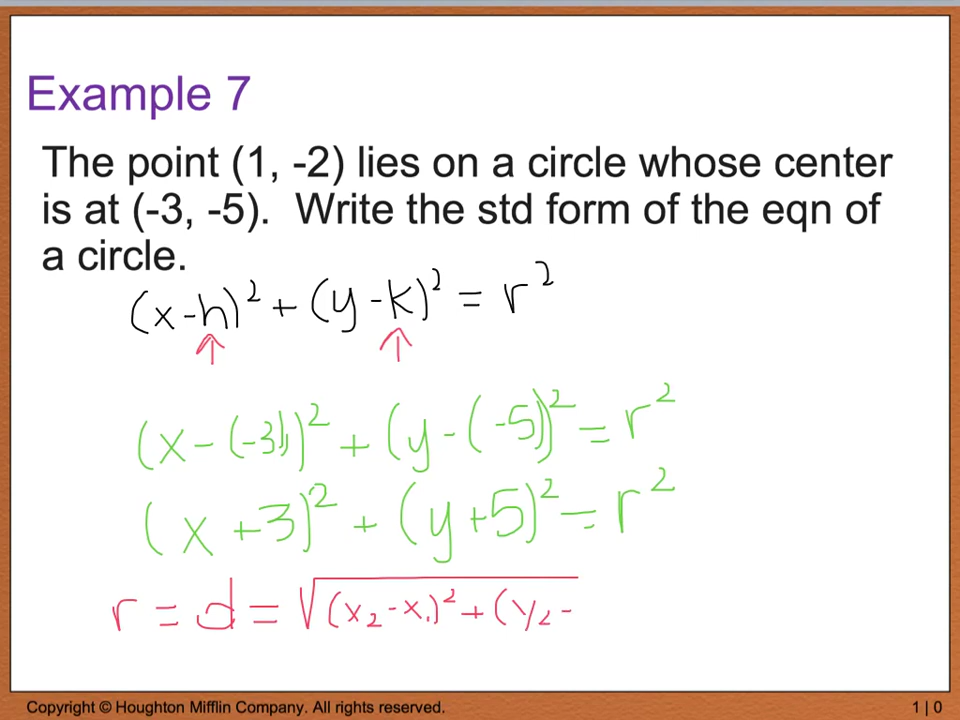 Example 7
The point (1, -2) lies on a circle whose center
is at (-3, -5). Write the std form of the eqn of
a circle.
(x-h)² + (y-k)² = r²
(x-(-3))² + (y-(-5))² = r²
(x+3)² + (y+5)² = r²
r = d = √(x₂-x₁)² + (y₂-
Copyright © Houghton Mifflin Company. All rights reserved.
1 | 0